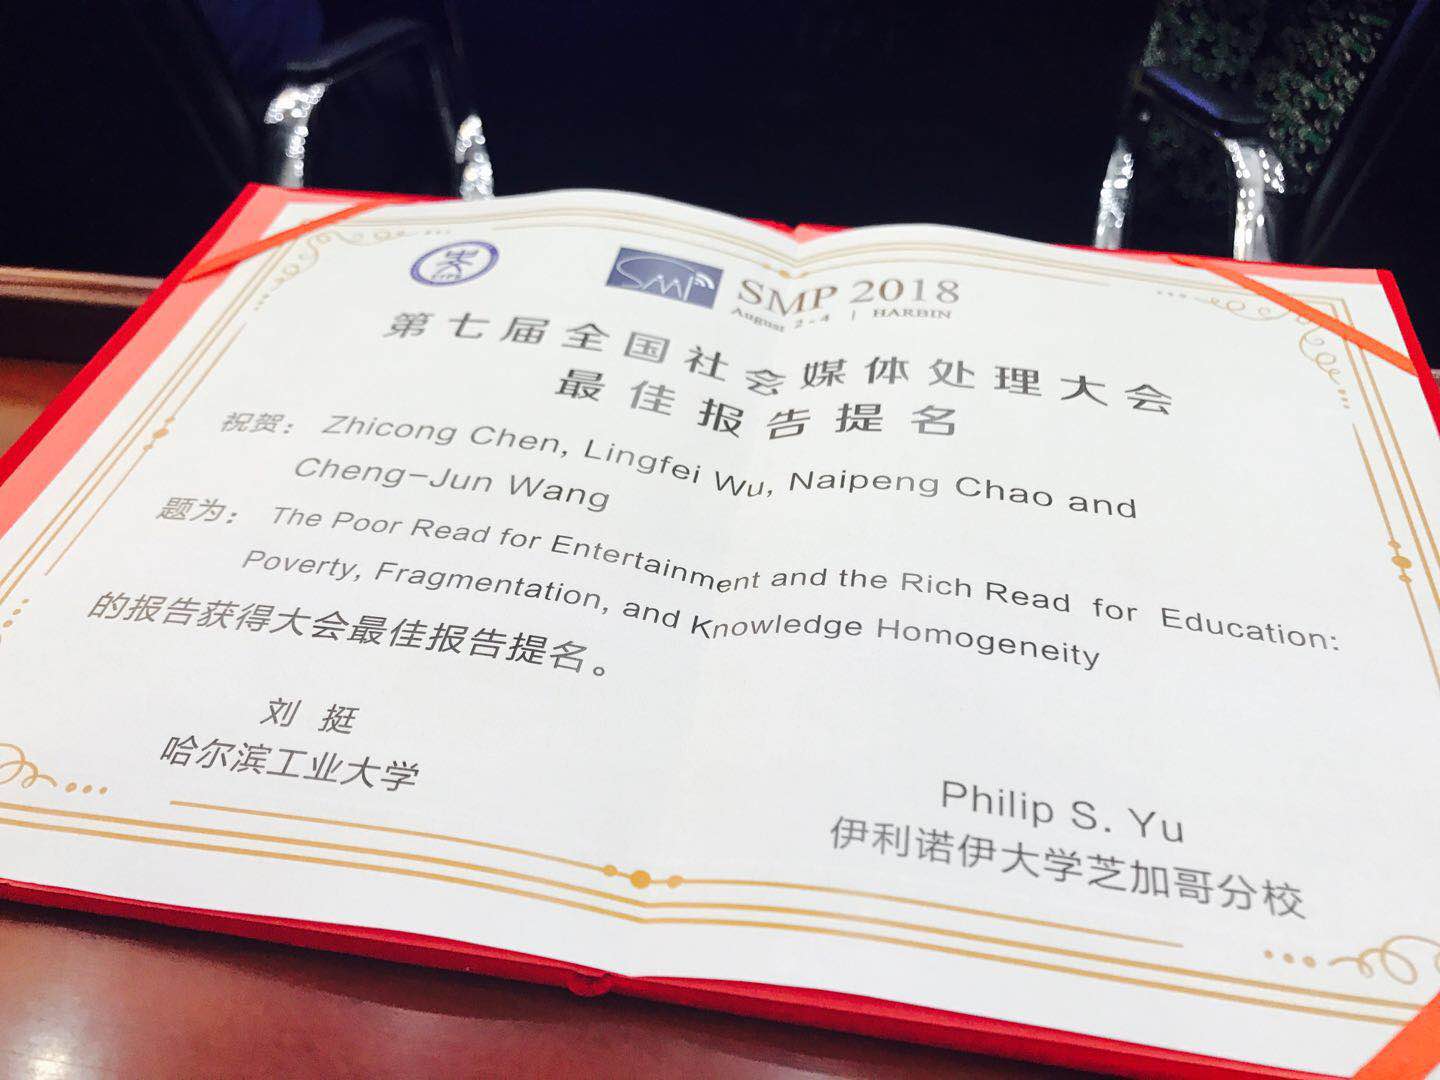 SMP
SMP 2018
August 2-4 | HARBIN
第七届全国社会媒体处理大会
最佳报告提名
祝贺： Zhicong Chen, Lingfei Wu, Naipeng Chao and
Cheng-Jun Wang
题为： The Poor Read for Entertainment and the Rich Read for Education:
Poverty, Fragmentation, and Knowledge Homogeneity
的报告获得大会最佳报告提名。
刘 挺
哈尔滨工业大学
Philip S. Yu
伊利诺伊大学芝加哥分校